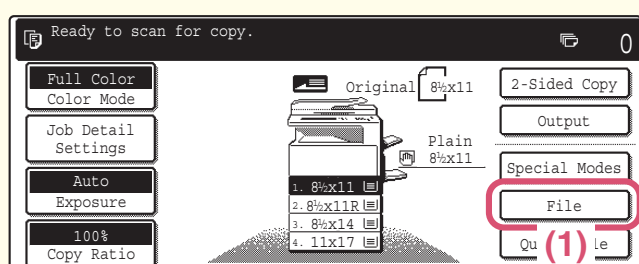 Ready to scan for copy.
0
Full Color
Color Mode
Job Detail
Settings
Auto
Exposure
100%
Copy Ratio
Original
8½x11
Plain
8½x11
1. 8½x11
2. 8½x11R
3. 8½x14
4. 11x17
2-Sided Copy
Output
Special Modes
File
(1)